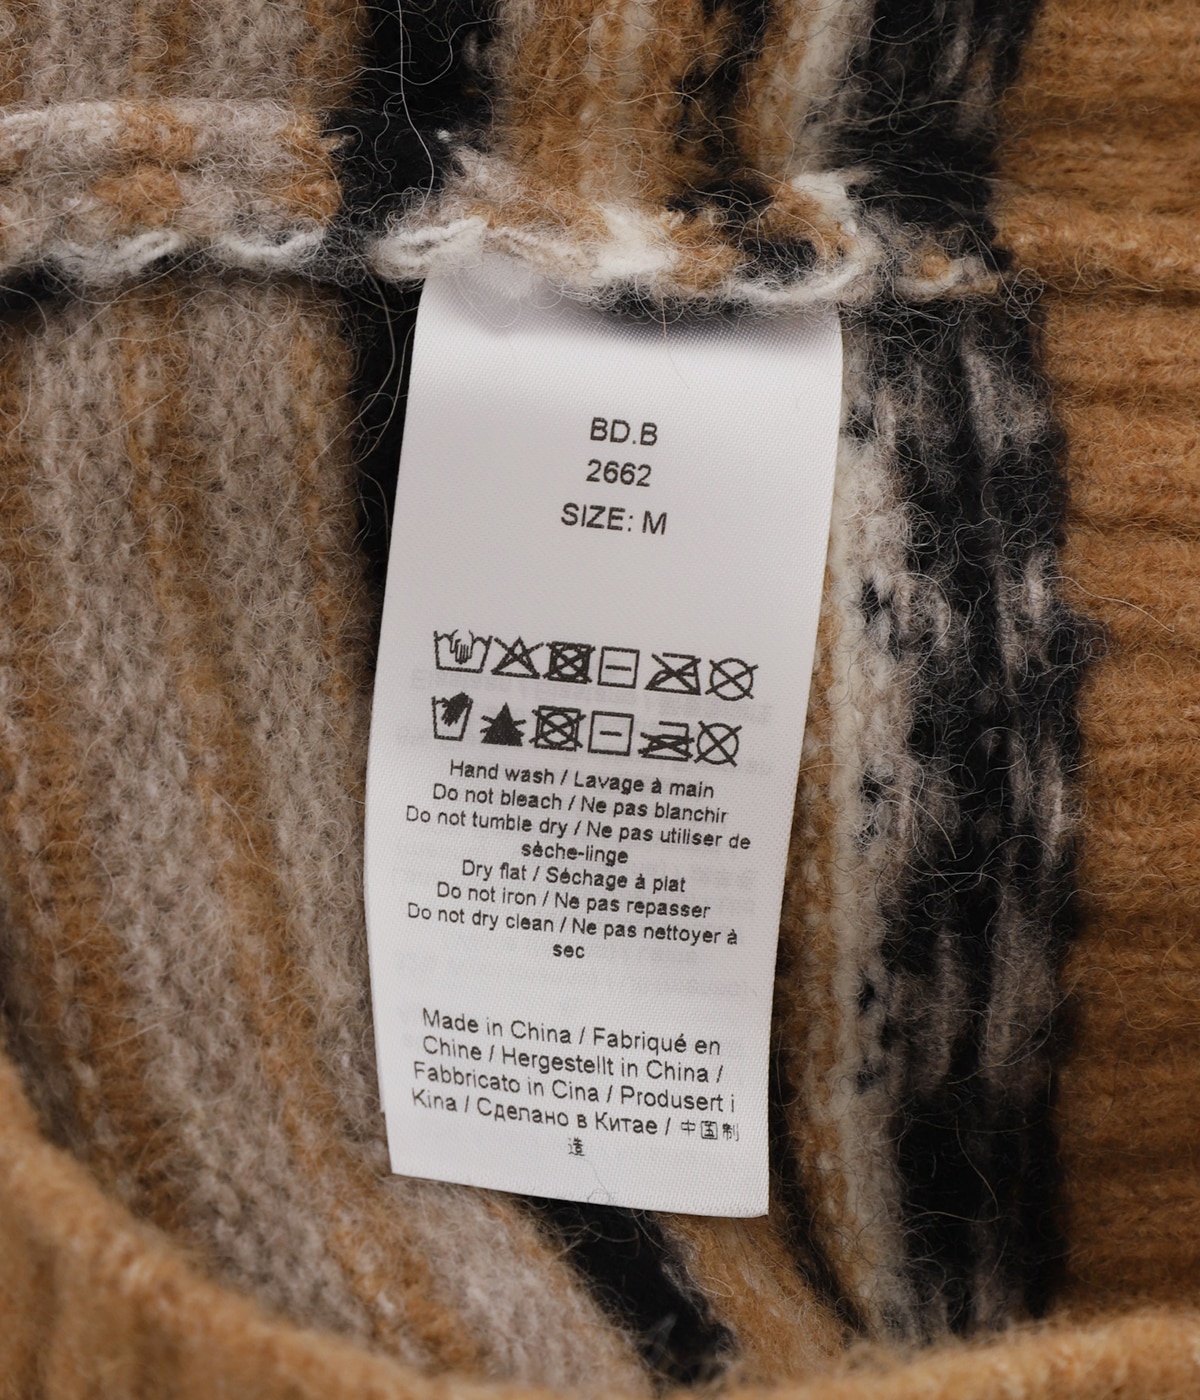 BD.B
2662
SIZE: M
Hand wash / Lavage à main
Do not bleach / Ne pas blanchir
Do not tumble dry / Ne pas utiliser de
sèche-linge
Dry flat / Séchage à plat
Do not iron / Ne pas repasser
Do not dry clean / Ne pas nettoyer à
sec
Made in China / Fabriqué en
Chine / Hergestellt in China /
Fabbricato in Cina / Produsert i
Kina / Сделано в Китае / 中国制
造